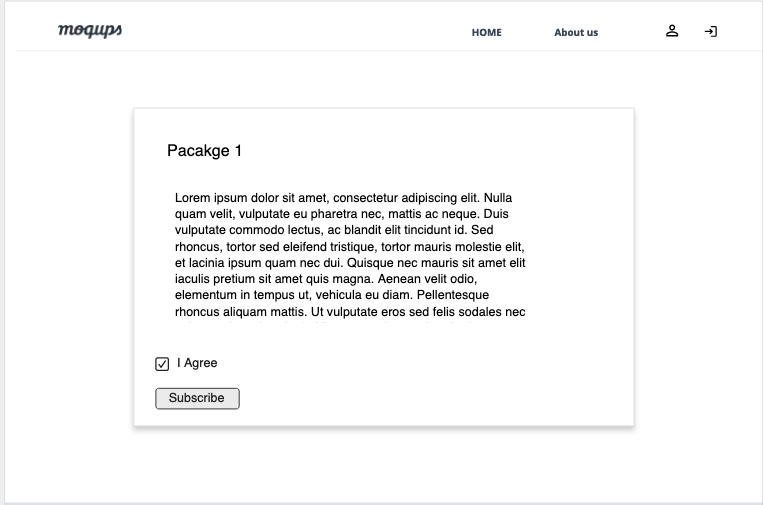 moqups
HOME
About us
Pacakge 1
Lorem ipsum dolor sit amet, consectetur adipiscing elit. Nulla
quam velit, vulputate eu pharetra nec, mattis ac neque. Duis
vulputate commodo lectus, ac blandit elit tincidunt id. Sed
rhoncus, tortor sed eleifend tristique, tortor mauris molestie elit,
et lacinia ipsum quam nec dui. Quisque nec mauris sit amet elit
iaculis pretium sit amet quis magna. Aenean velit odio,
elementum in tempus ut, vehicula eu diam. Pellentesque
rhoncus aliquam mattis. Ut vulputate eros sed felis sodales nec
I Agree
Subscribe